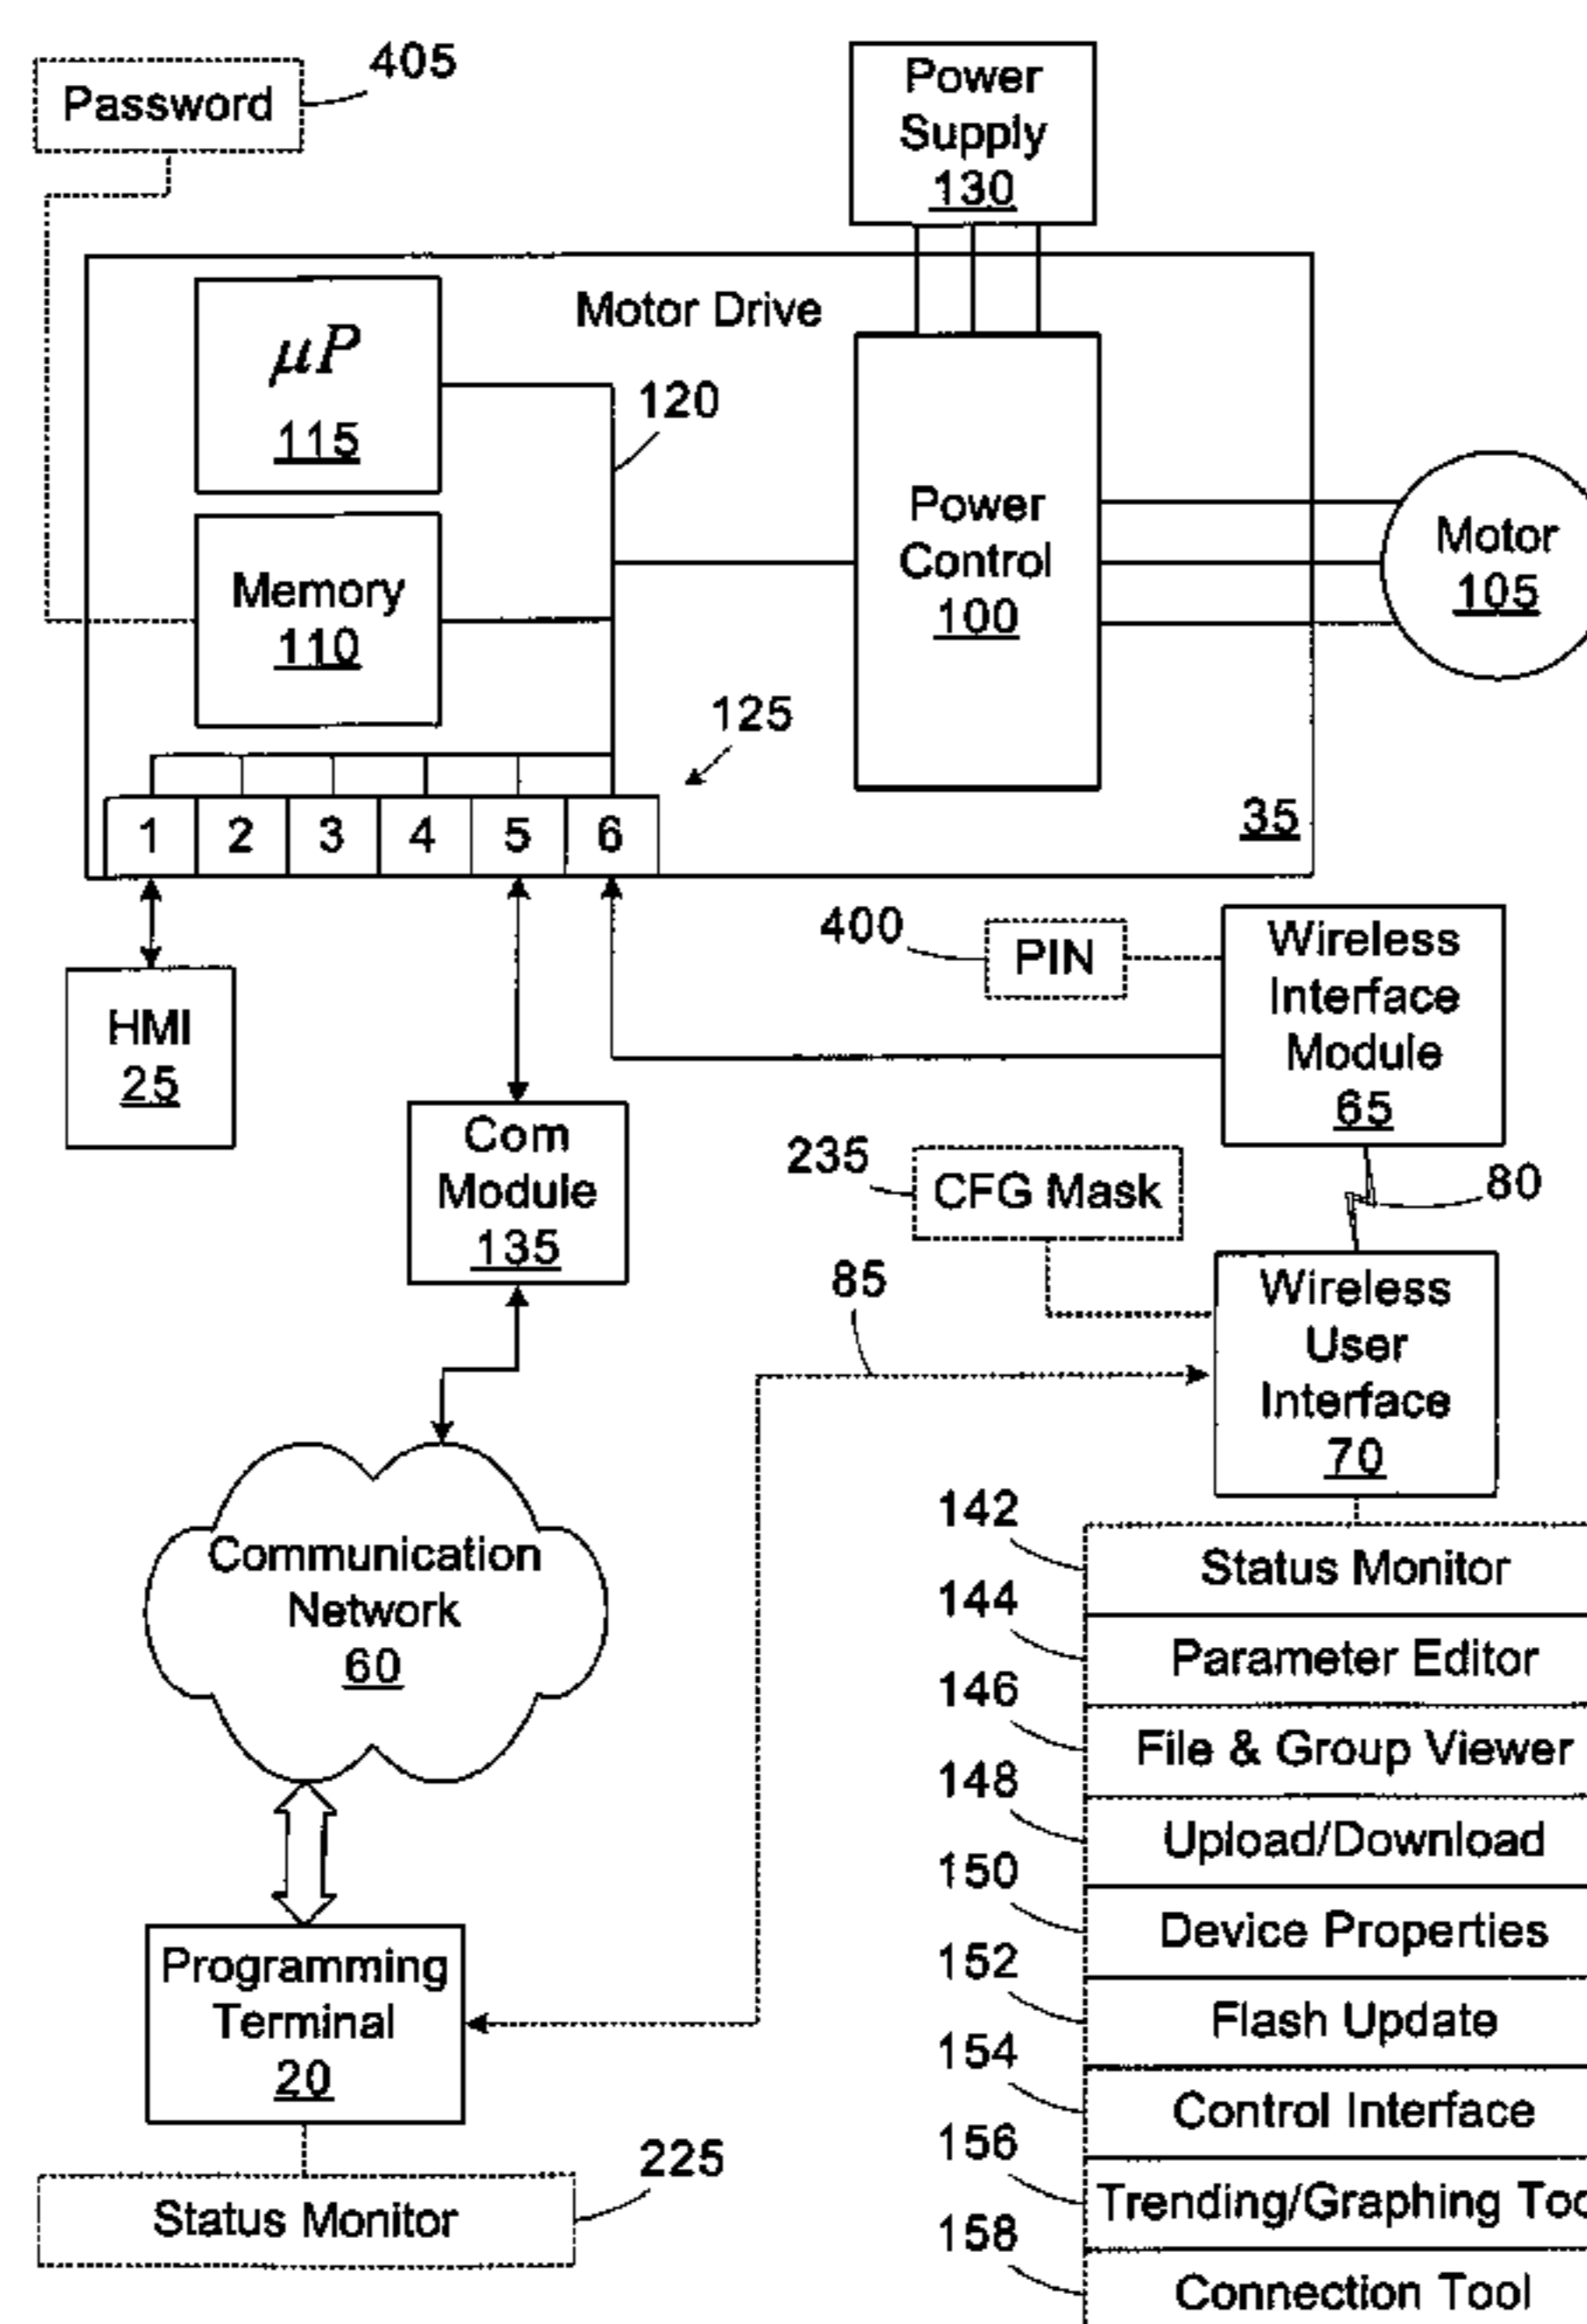 Password
405
Power
Supply
130
Motor Drive
μP
115
120
Power
Control
100
Motor
105
Memory
110
125
1 2 3 4 5 6
35
HMI
25
400
PIN
Wireless
Interface
Module
65
Com
Module
135
235
CFG Mask
80
85
Wireless
User
Interface
70
Communication
Network
60
142
Status Monitor
144
Parameter Editor
146
File & Group Viewer
148
Upload/Download
150
Device Properties
152
Flash Update
154
Control Interface
156
Trending/Graphing
158
Connection Tool
Programming
Terminal
20
225
Status Monitor